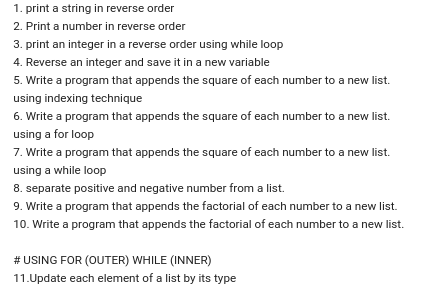 1. print a string in reverse order
2. Print a number in reverse order
3. print an integer in a reverse order using while loop
4. Reverse an integer and save it in a new variable
5. Write a program that appends the square of each number to a new list.
using indexing technique
6. Write a program that appends the square of each number to a new list.
using a for loop
7. Write a program that appends the square of each number to a new list.
using a while loop
8. separate positive and negative number from a list.
9. Write a program that appends the factorial of each number to a new list.
10. Write a program that appends the factorial of each number to a new list.
# USING FOR (OUTER) WHILE (INNER)
11.Update each element of a list by its type